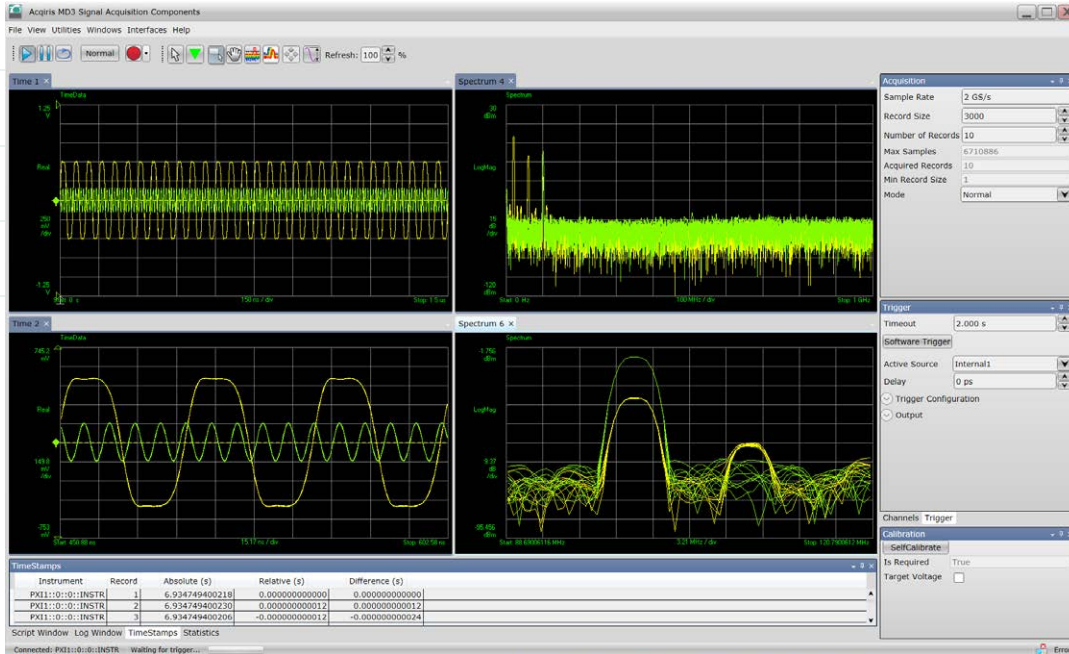 Acqiris MD3 Signal Acquisition Components
File View Utilities Windows Interfaces Help
Normal Refresh: 100 %
Time 1
TimeData
1.25
V
Real
250
mV
/div
-1.25
V
150 ns / div
Stop 1.5 us
Spectrum 4
Spectrum
30
dBm
LogMag
15
dB
/div
-120
dBm
Start 0 Hz
100 MHz / div
Stop 1 GHz
Time 2
TimeData
745.2
mV
Real
149.8
mV
/div
-753
mV
Start 450.88 ns
15.17 ns / div
Stop 602.58 ns
Spectrum 6
Spectrum
-1.756
dBm
LogMag
9.37
dB
/div
-95.456
dBm
Start 88.69006116 MHz
3.21 MHz / div
Stop 120.7900612 MHz
Acquisition
Sample Rate 2 GS/s
Record Size 3000
Number of Records 10
Max Samples 6710886
Acquired Records 10
Min Record Size 1
Mode Normal
Trigger
Timeout 2.000 s
Software Trigger
Active Source Internal1
Delay 0 ps
Trigger Configuration
Output
Channels Trigger
Calibration
SelfCalibrate
Is Required True
Target Voltage
TimeStamps
Instrument Record Absolute (s) Relative (s) Difference (s)
PXI1::0::0::INSTR 1 6.934749400218 0.000000000000 0.000000000000
PXI1::0::0::INSTR 2 6.934749400230 0.000000000012 0.000000000012
PXI1::0::0::INSTR 3 6.934749400206 -0.000000000012 -0.000000000024
Script Window Log Window TimeStamps Statistics
Connected: PXI1::0::0::INSTR Waiting for trigger...
Error